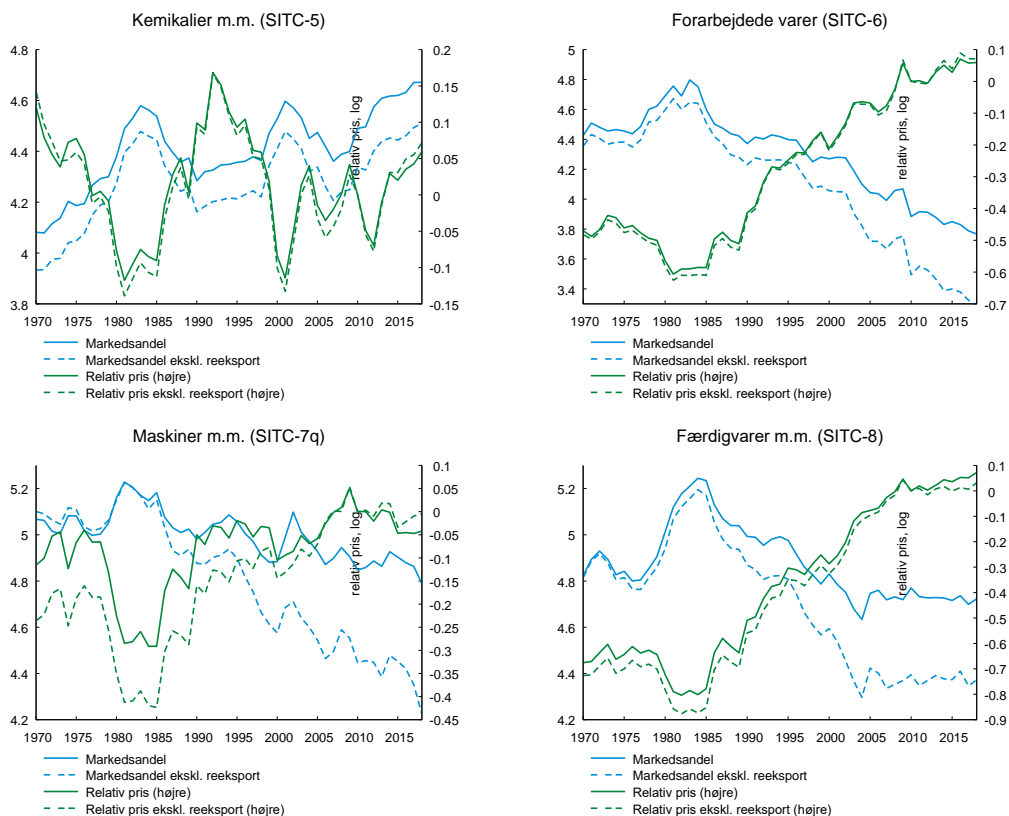 Kemikalier m.m. (SITC-5)
4.8
4.6
4.4
4.2
4
3.8
0.2
0.15
0.1
0.05
0
-0.05
-0.1
-0.15
relativ pris, log
1970 1975 1980 1985 1990 1995 2000 2005 2010 2015
Markedsandel
Markedsandel ekskl. reeksport
Relativ pris (højre)
Relativ pris ekskl. reeksport (højre)
Forarbejdede varer (SITC-6)
5
4.8
4.6
4.4
4.2
4
3.8
3.6
3.4
0.1
0
-0.1
-0.2
-0.3
-0.4
-0.5
-0.6
-0.7
relativ pris, log
1970 1975 1980 1985 1990 1995 2000 2005 2010 2015
Markedsandel
Markedsandel ekskl. reeksport
Relativ pris (højre)
Relativ pris ekskl. reeksport (højre)
Maskiner m.m. (SITC-7q)
5.2
5
4.8
4.6
4.4
4.2
0.1
0.05
0
-0.05
-0.1
-0.15
-0.2
-0.25
-0.3
-0.35
-0.4
-0.45
relativ pris, log
1970 1975 1980 1985 1990 1995 2000 2005 2010 2015
Markedsandel
Markedsandel ekskl. reeksport
Relativ pris (højre)
Relativ pris ekskl. reeksport (højre)
Færdigvarer m.m. (SITC-8)
5.2
5
4.8
4.6
4.4
4.2
0.1
0
-0.1
-0.2
-0.3
-0.4
-0.5
-0.6
-0.7
-0.8
-0.9
relativ pris, log
1970 1975 1980 1985 1990 1995 2000 2005 2010 2015
Markedsandel
Markedsandel ekskl. reeksport
Relativ pris (højre)
Relativ pris ekskl. reeksport (højre)